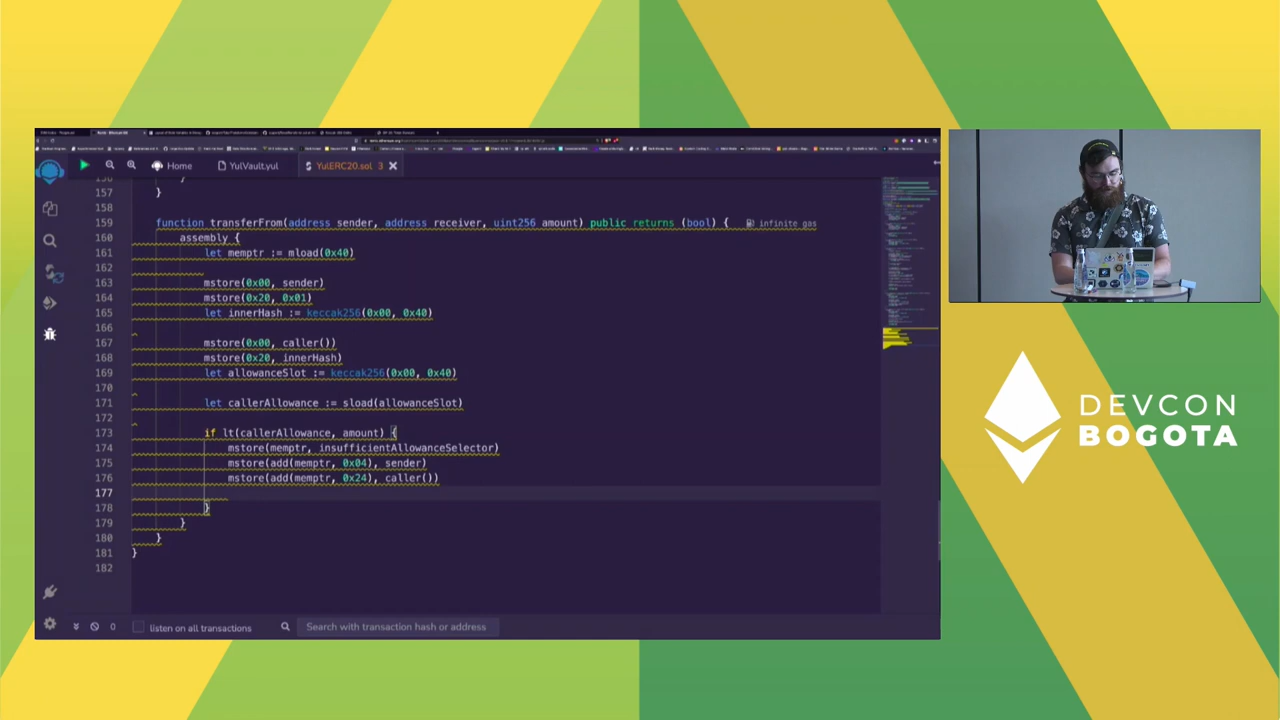 Home
YulVault.yul
YulERC20.sol 3
157 }
158
159 function transferFrom(address sender, address receiver, uint256 amount) public returns (bool) { infinite gas
160 assembly {
161 let memptr := mload(0x40)
162
163 mstore(0x00, sender)
164 mstore(0x20, 0x01)
165 let innerHash := keccak256(0x00, 0x40)
166
167 mstore(0x00, caller())
168 mstore(0x20, innerHash)
169 let allowanceSlot := keccak256(0x00, 0x40)
170
171 let callerAllowance := sload(allowanceSlot)
172
173 if lt(callerAllowance, amount) {
174 mstore(memptr, insufficientAllowanceSelector)
175 mstore(add(memptr, 0x04), sender)
176 mstore(add(memptr, 0x24), caller())
177
178 }
179 }
180 }
181 }
182
0
listen on all transactions
Search with transaction hash or address
DEVCON
BOGOTA